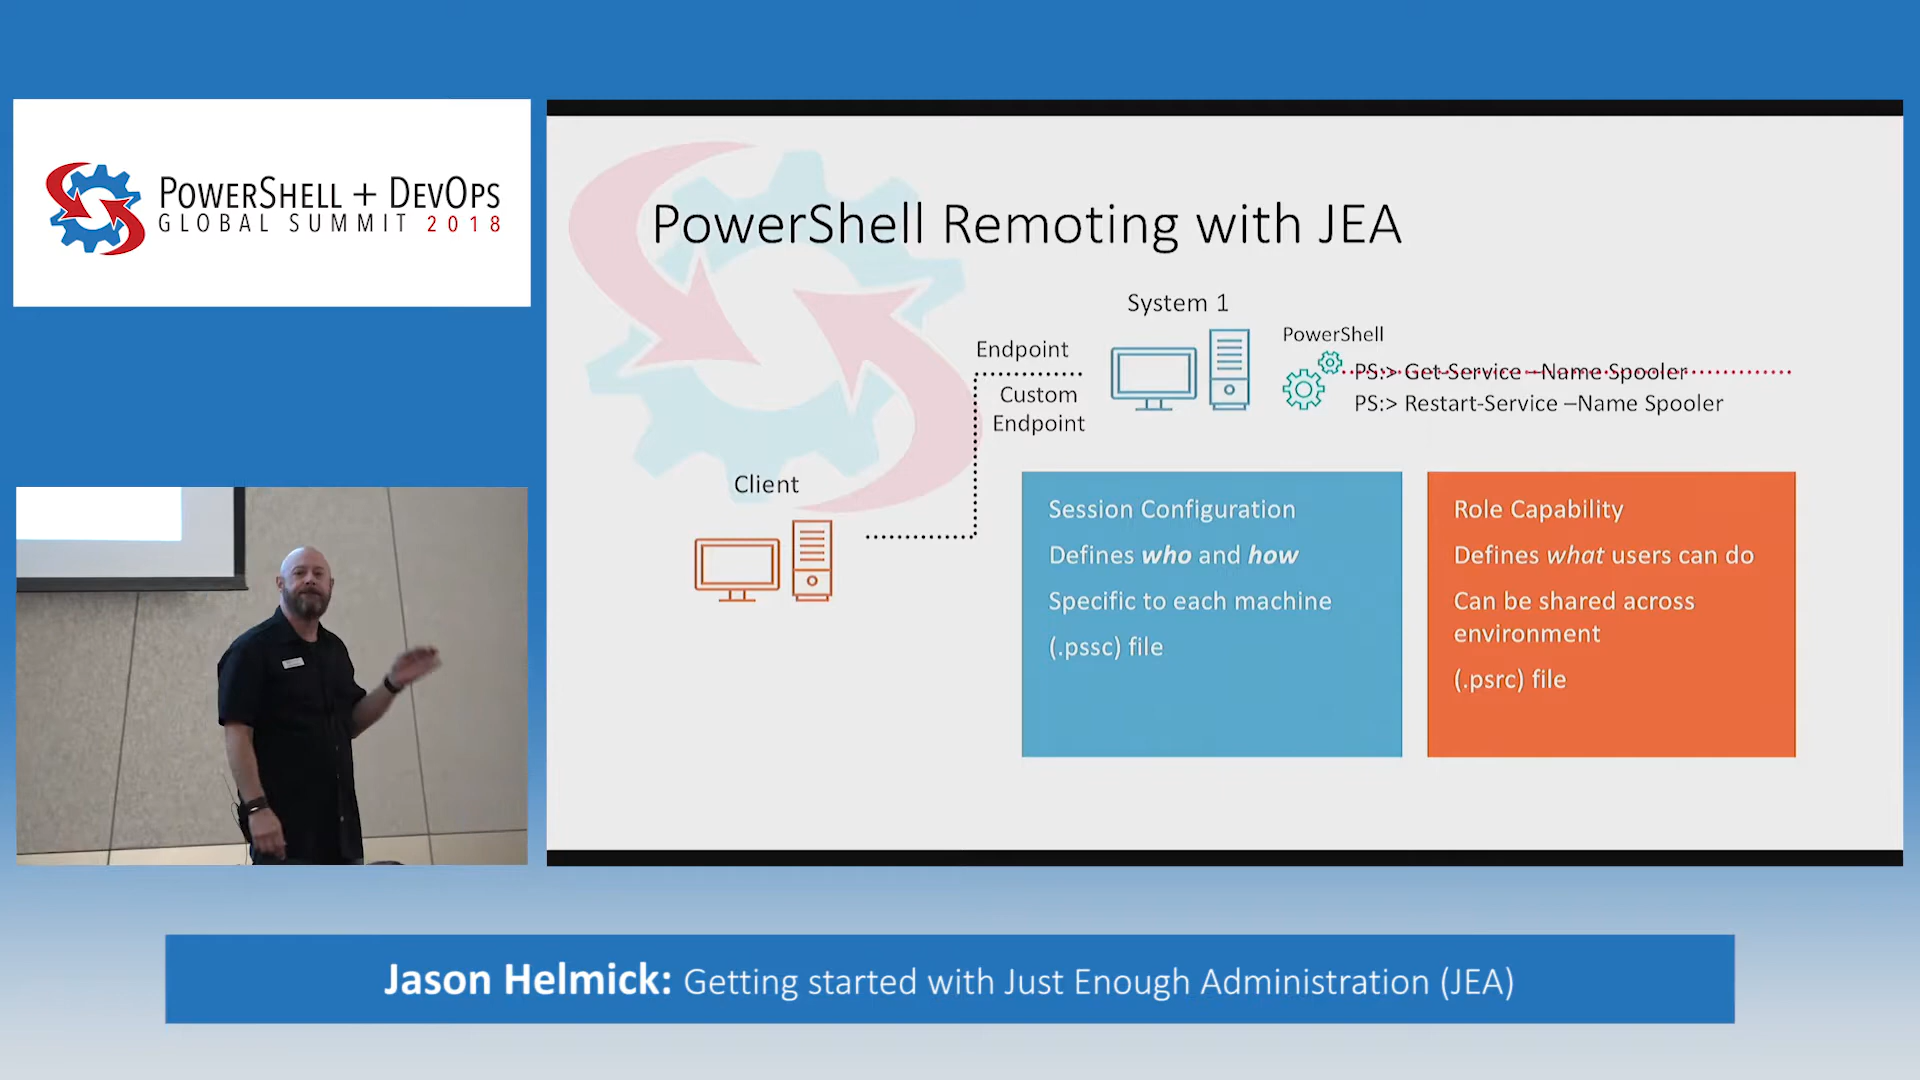 POWERSHELL + DEVOPS
GLOBAL SUMMIT 2018
PowerShell Remoting with JEA
System 1
Endpoint
Custom
Endpoint
PowerShell
PS:> Get-Service –Name Spooler
PS:> Restart-Service –Name Spooler
Client
Session Configuration
Defines who and how
Specific to each machine
(.pssc) file
Role Capability
Defines what users can do
Can be shared across
environment
(.psrc) file
Jason Helmick: Getting started with Just Enough Administration (JEA)